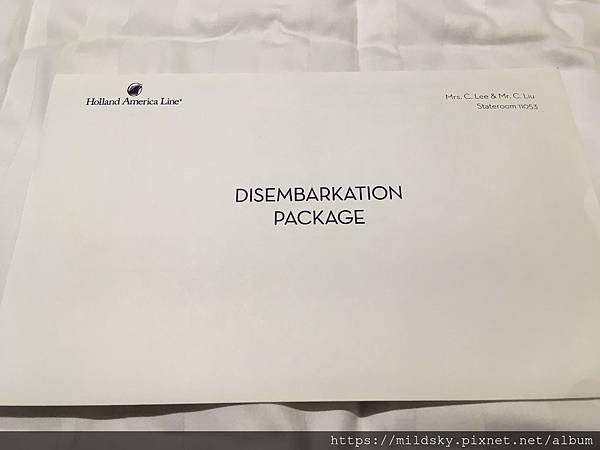 Holland America Line®
Mrs. C. Lee & Mr. C. Liu
Stateroom 11053
DISEMBARKATION
PACKAGE
https://mildsky.pixnet.net/album